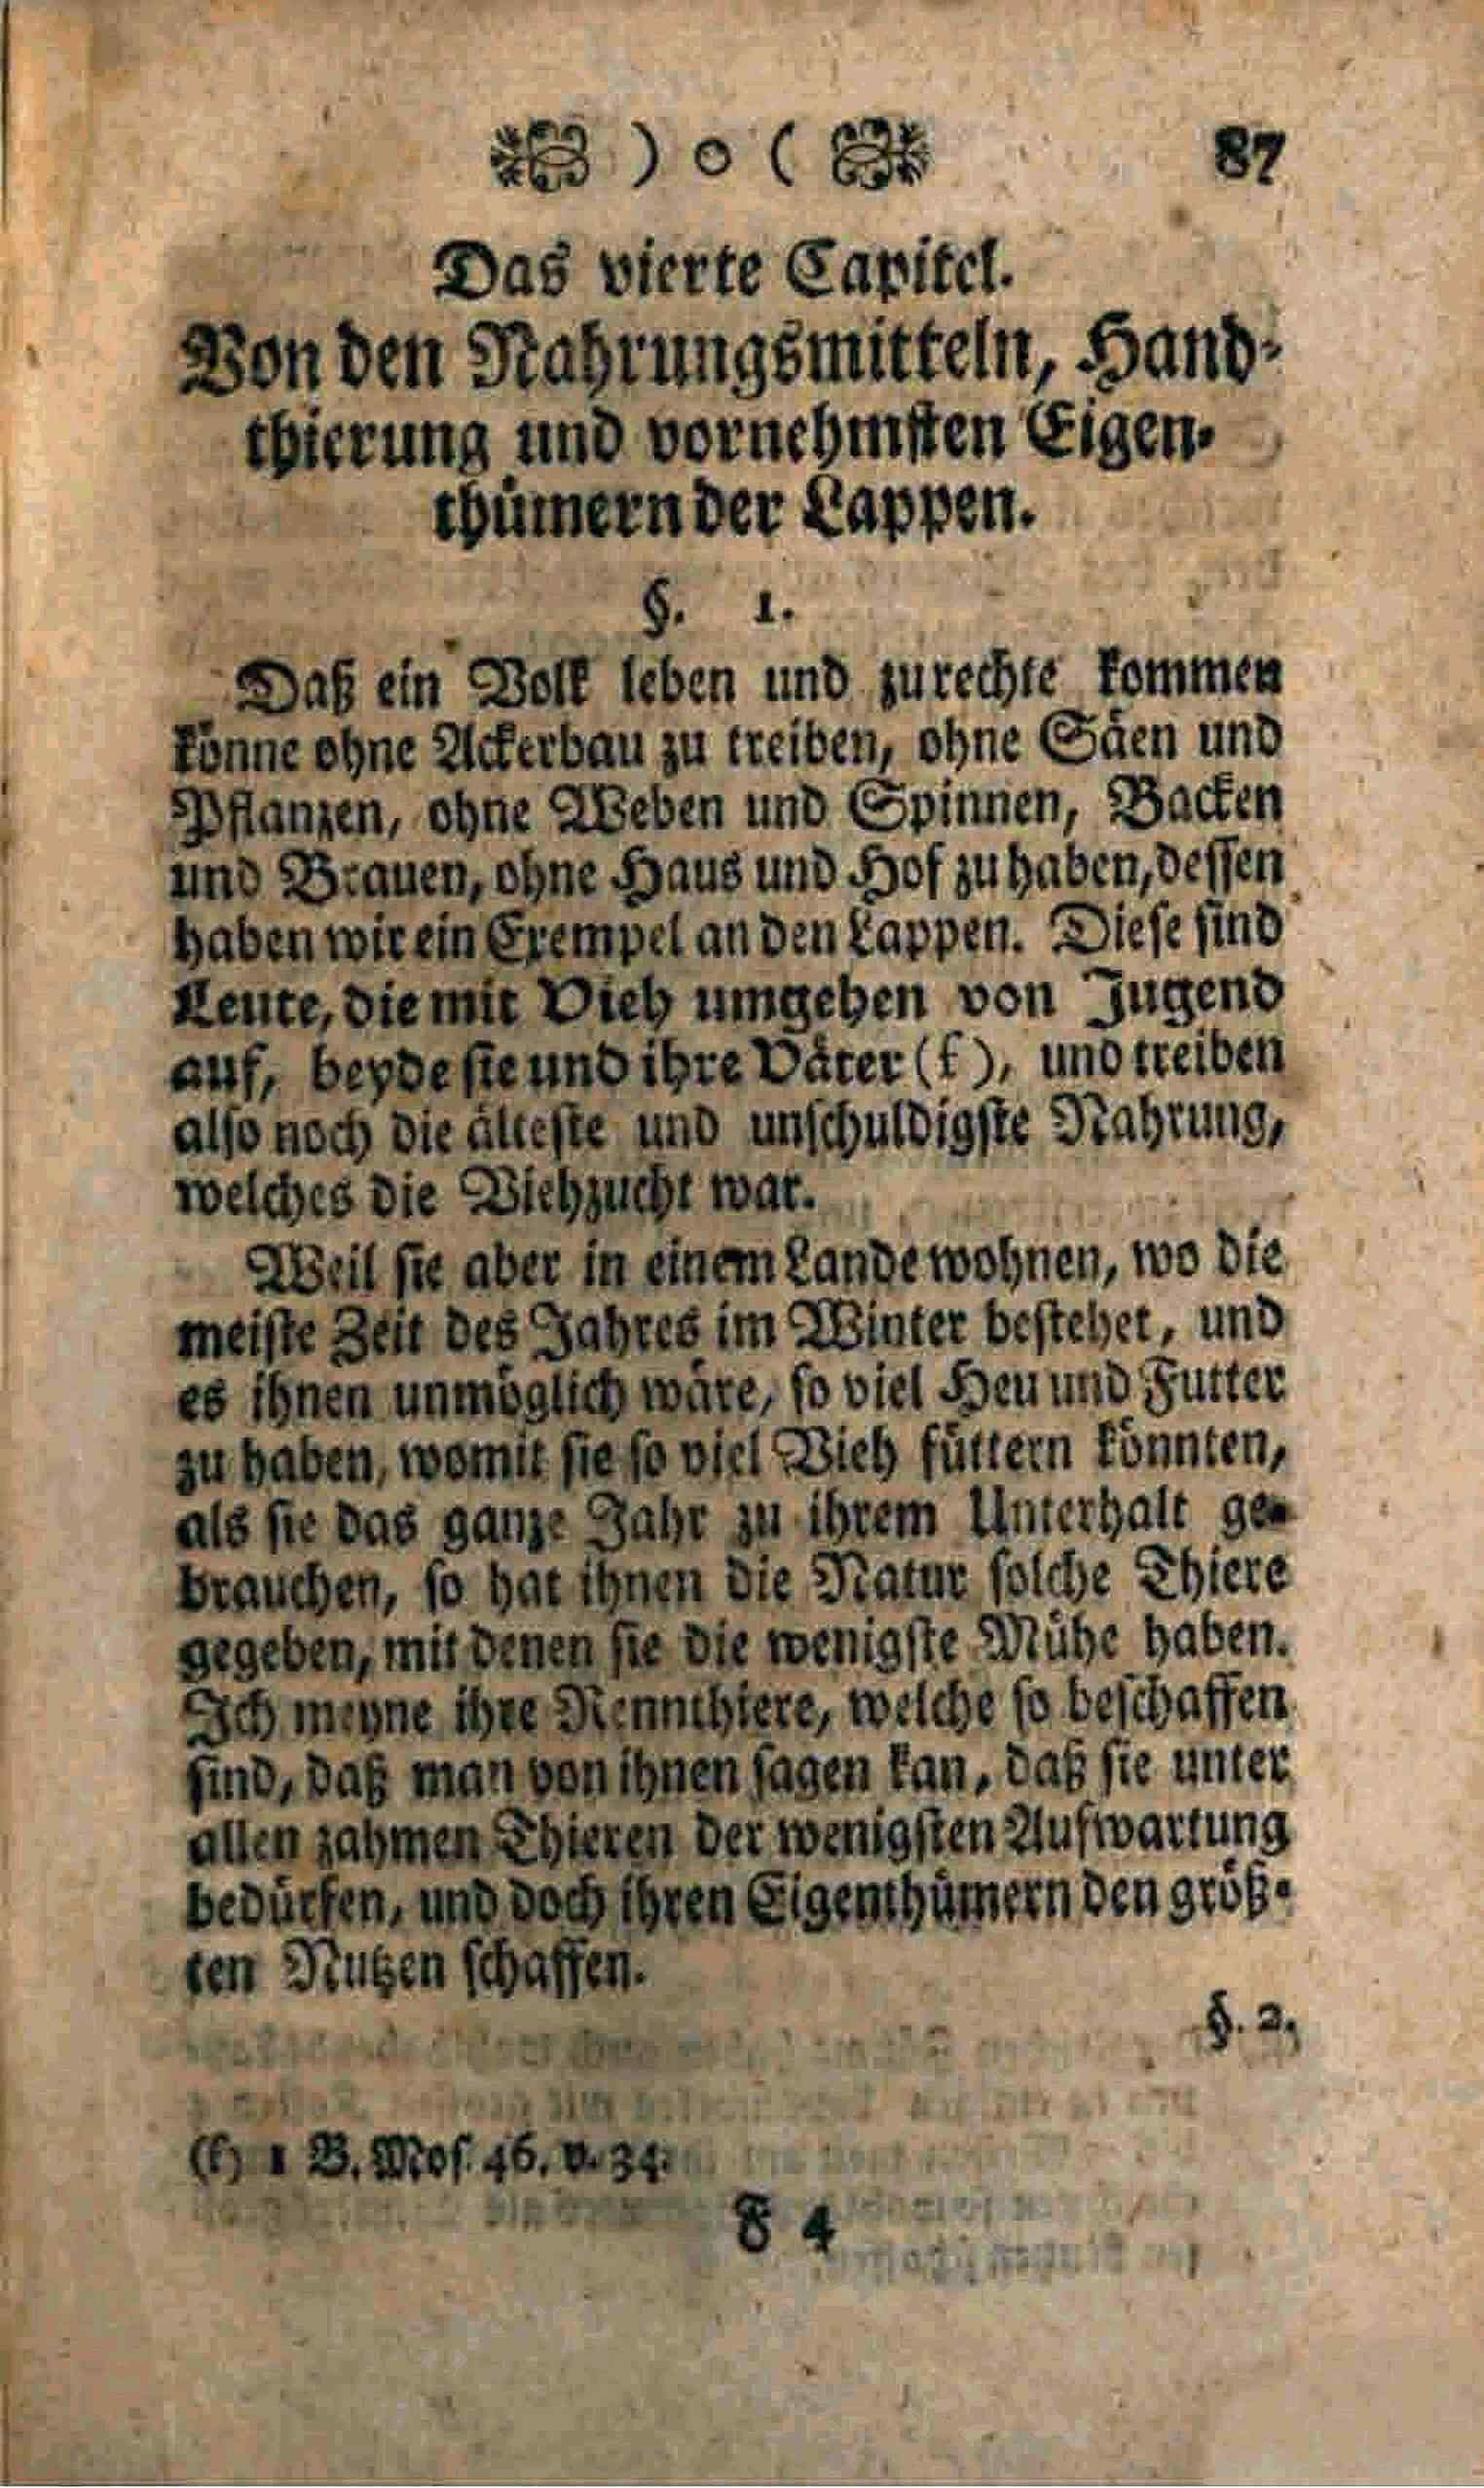 ) o ( 87
Das vierte Capitel.
Von den Nahrungsmitteln, Hand-
thierung und vornehmsten Eigen-
thümern der Lappen.
§. 1.
Daß ein Volk leben und zurechte kommen
könne ohne Ackerbau zu treiben, ohne Säen und
Pflanzen, ohne Weben und Spinnen, Backen
und Brauen, ohne Haus und Hof zu haben, dessen
haben wir ein Exempel an den Lappen. Diese sind
Leute, die mit Vieh umgehen von Jugend
auf, beyde sie und ihre Väter (f), und treiben
also noch die älteste und unschuldigste Nahrung,
welches die Viehzucht war.
Weil sie aber in einem Lande wohnen, wo die
meiste Zeit des Jahres im Winter bestehet, und
es ihnen unmöglich wäre, so viel Heu und Futter
zu haben, womit sie so viel Vieh füttern könnten,
als sie das ganze Jahr zu ihrem Unterhalt ge-
brauchen, so hat ihnen die Natur solche Thiere
gegeben, mit denen sie die wenigste Mühe haben.
Ich meyne ihre Rennthiere, welche so beschaffen
sind, daß man von ihnen sagen kan, daß sie unter
allen zahmen Thieren der wenigsten Aufwartung
bedürfen, und doch ihren Eigenthümern den größ-
ten Nutzen schaffen.
§. 2.
(f) 1 B. Mos. 46. v. 34.
F 4